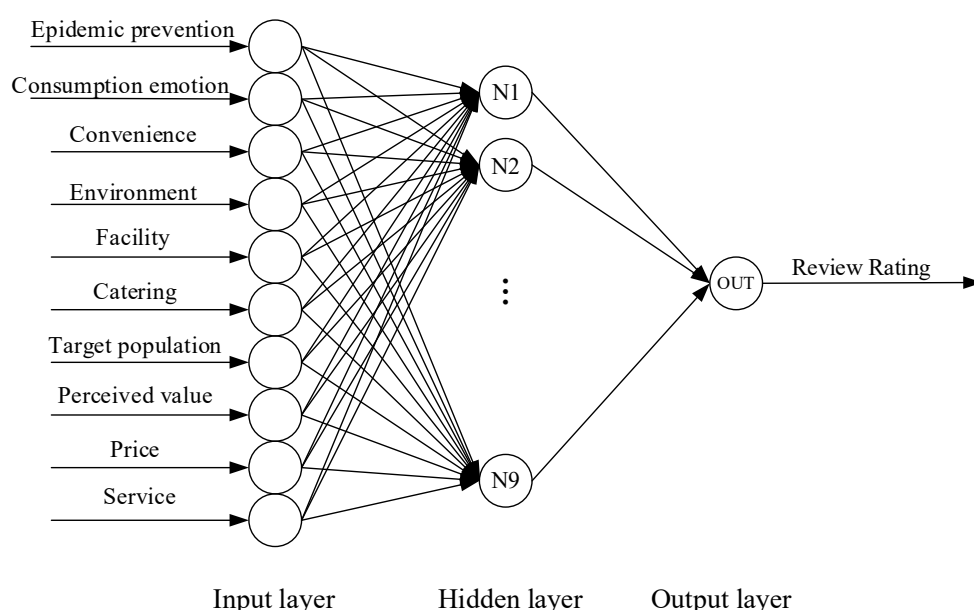 Epidemic prevention
Consumption emotion
Convenience
Environment
Facility
Catering
Target population
Perceived value
Price
Service
N1
N2
⋮
N9
OUT
Review Rating
Input layer
Hidden layer
Output layer